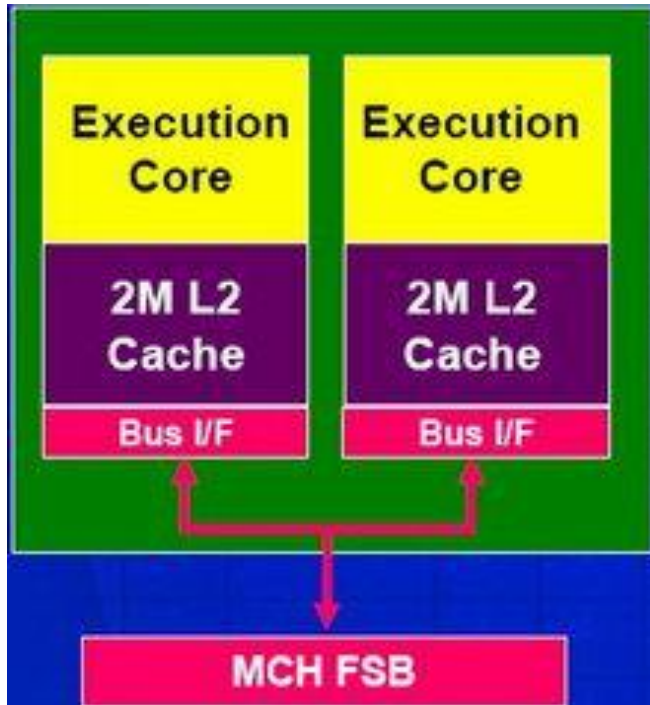 Execution
Core
2M L2
Cache
Bus I/F
Execution
Core
2M L2
Cache
Bus I/F
MCH FSB